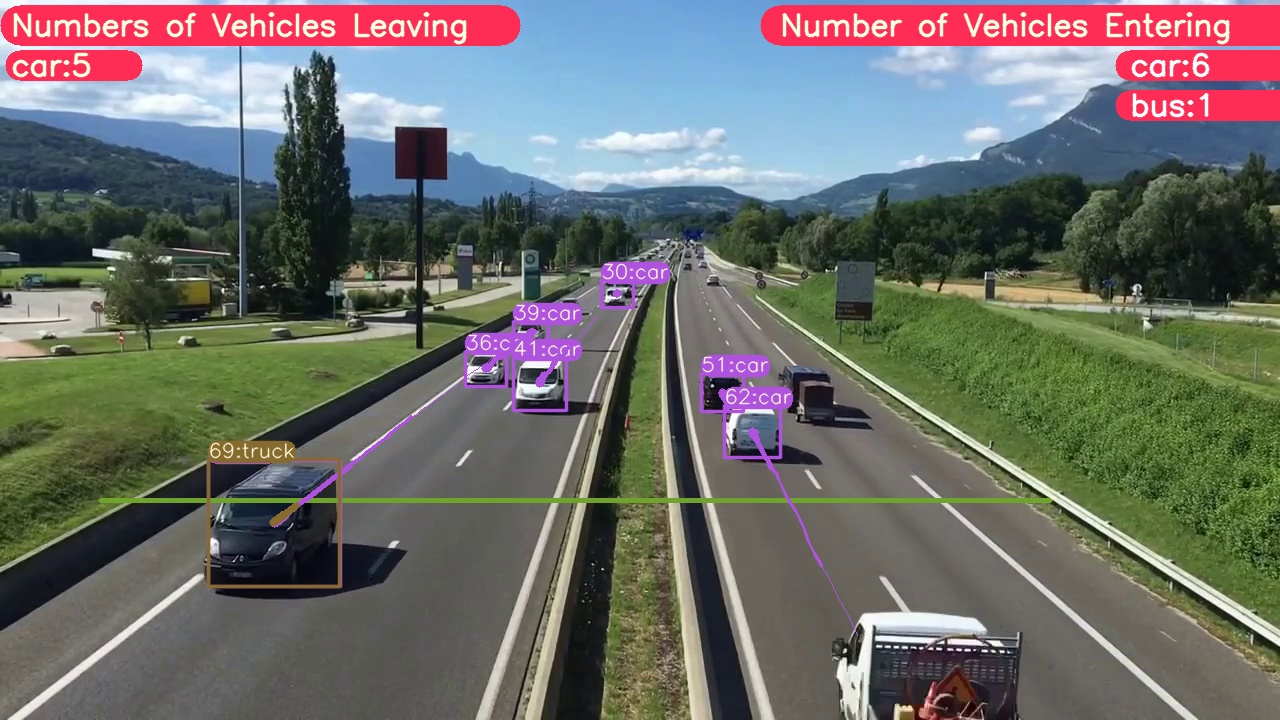 Numbers of Vehicles Leaving
Number of Vehicles Entering
car:5
car:6
bus:1
30:car
39:car
36:c
41:car
51:car
62:car
69:truck